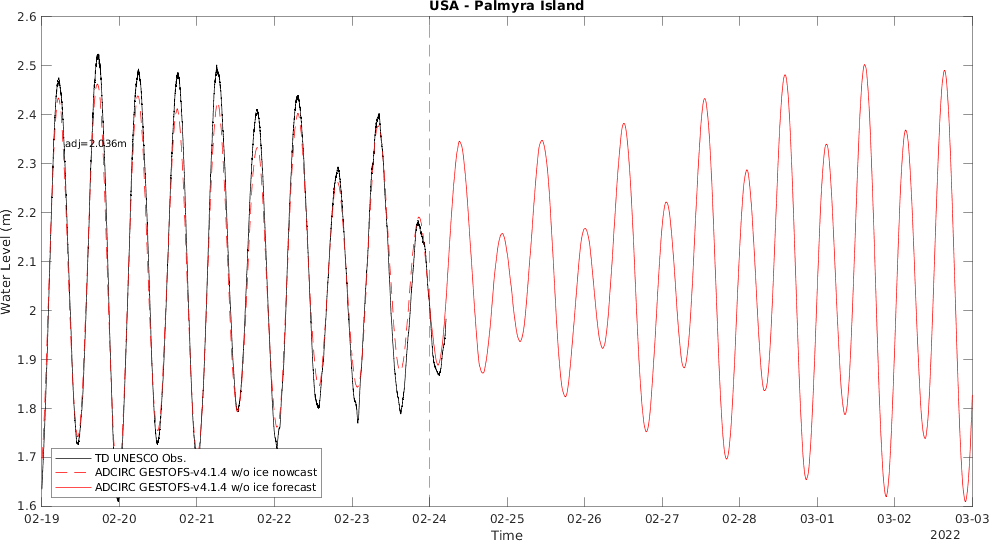 USA - Palmyra Island
2.6
2.5
2.4
2.3
2.2
2.1
2
1.9
1.8
1.7
1.6
Water Level (m)
adj=2.036m
TD UNESCO Obs.
ADCIRC GESTOFS-v4.1.4 w/o ice nowcast
ADCIRC GESTOFS-v4.1.4 w/o ice forecast
02-19 02-20 02-21 02-22 02-23 02-24 02-25 02-26 02-27 02-28 03-01 03-02 03-03
Time
2022